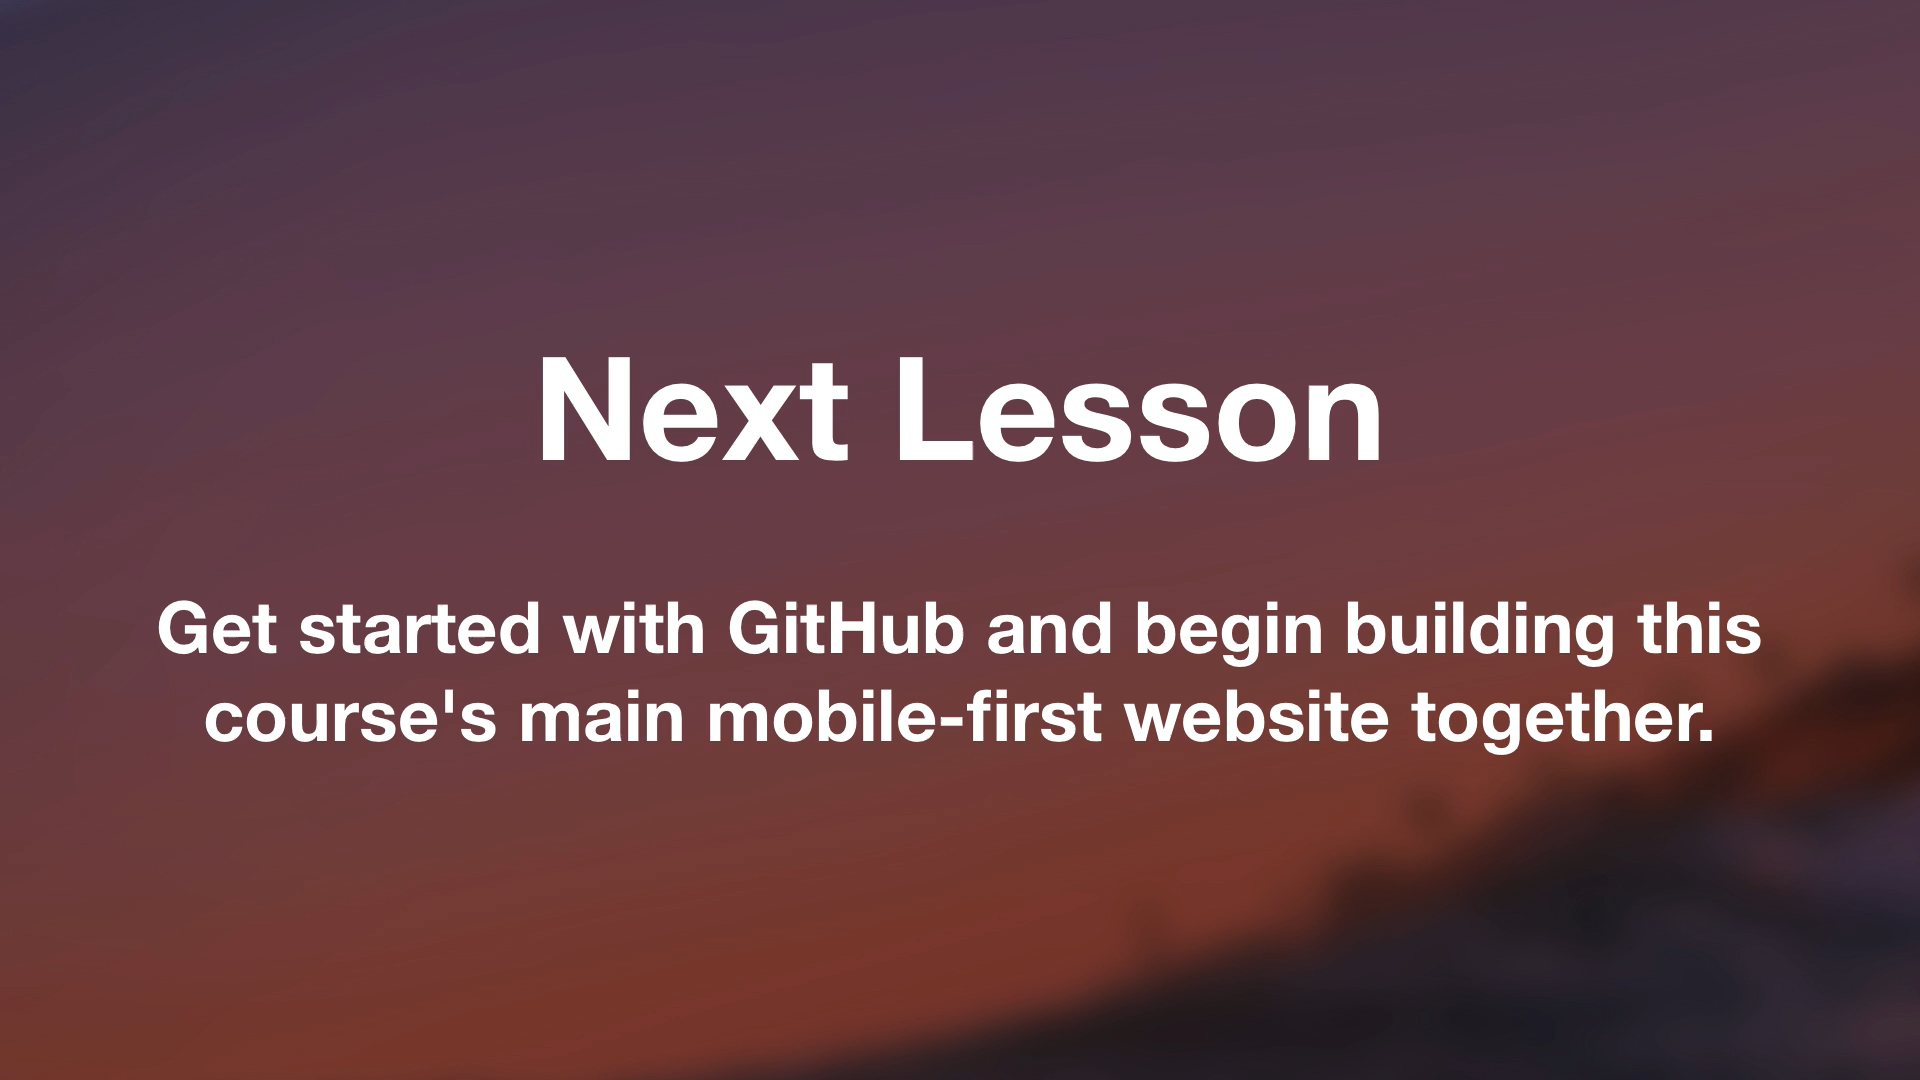 Next Lesson
Get started with GitHub and begin building this
course's main mobile-first website together.